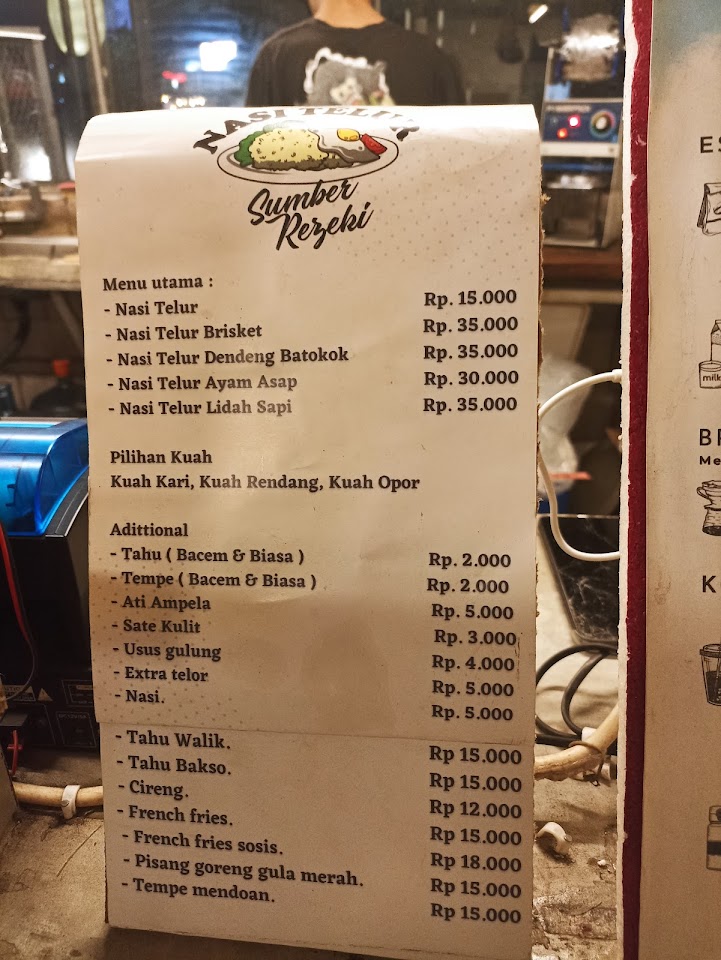 NASI TELUR
Sumber
Rezeki
Menu utama :
- Nasi Telur Rp. 15.000
- Nasi Telur Brisket Rp. 35.000
- Nasi Telur Dendeng Batokok Rp. 35.000
- Nasi Telur Ayam Asap Rp. 30.000
- Nasi Telur Lidah Sapi Rp. 35.000
Pilihan Kuah
Kuah Kari, Kuah Rendang, Kuah Opor
Adittional
- Tahu ( Bacem & Biasa ) Rp. 2.000
- Tempe ( Bacem & Biasa ) Rp. 2.000
- Ati Ampela Rp. 5.000
- Sate Kulit Rp. 3.000
- Usus gulung Rp. 4.000
- Extra telor Rp. 5.000
- Nasi. Rp. 5.000
- Tahu Walik. Rp 15.000
- Tahu Bakso. Rp 15.000
- Cireng. Rp 12.000
- French fries. Rp 15.000
- French fries sosis. Rp 18.000
- Pisang goreng gula merah. Rp 15.000
- Tempe mendoan. Rp 15.000
milk